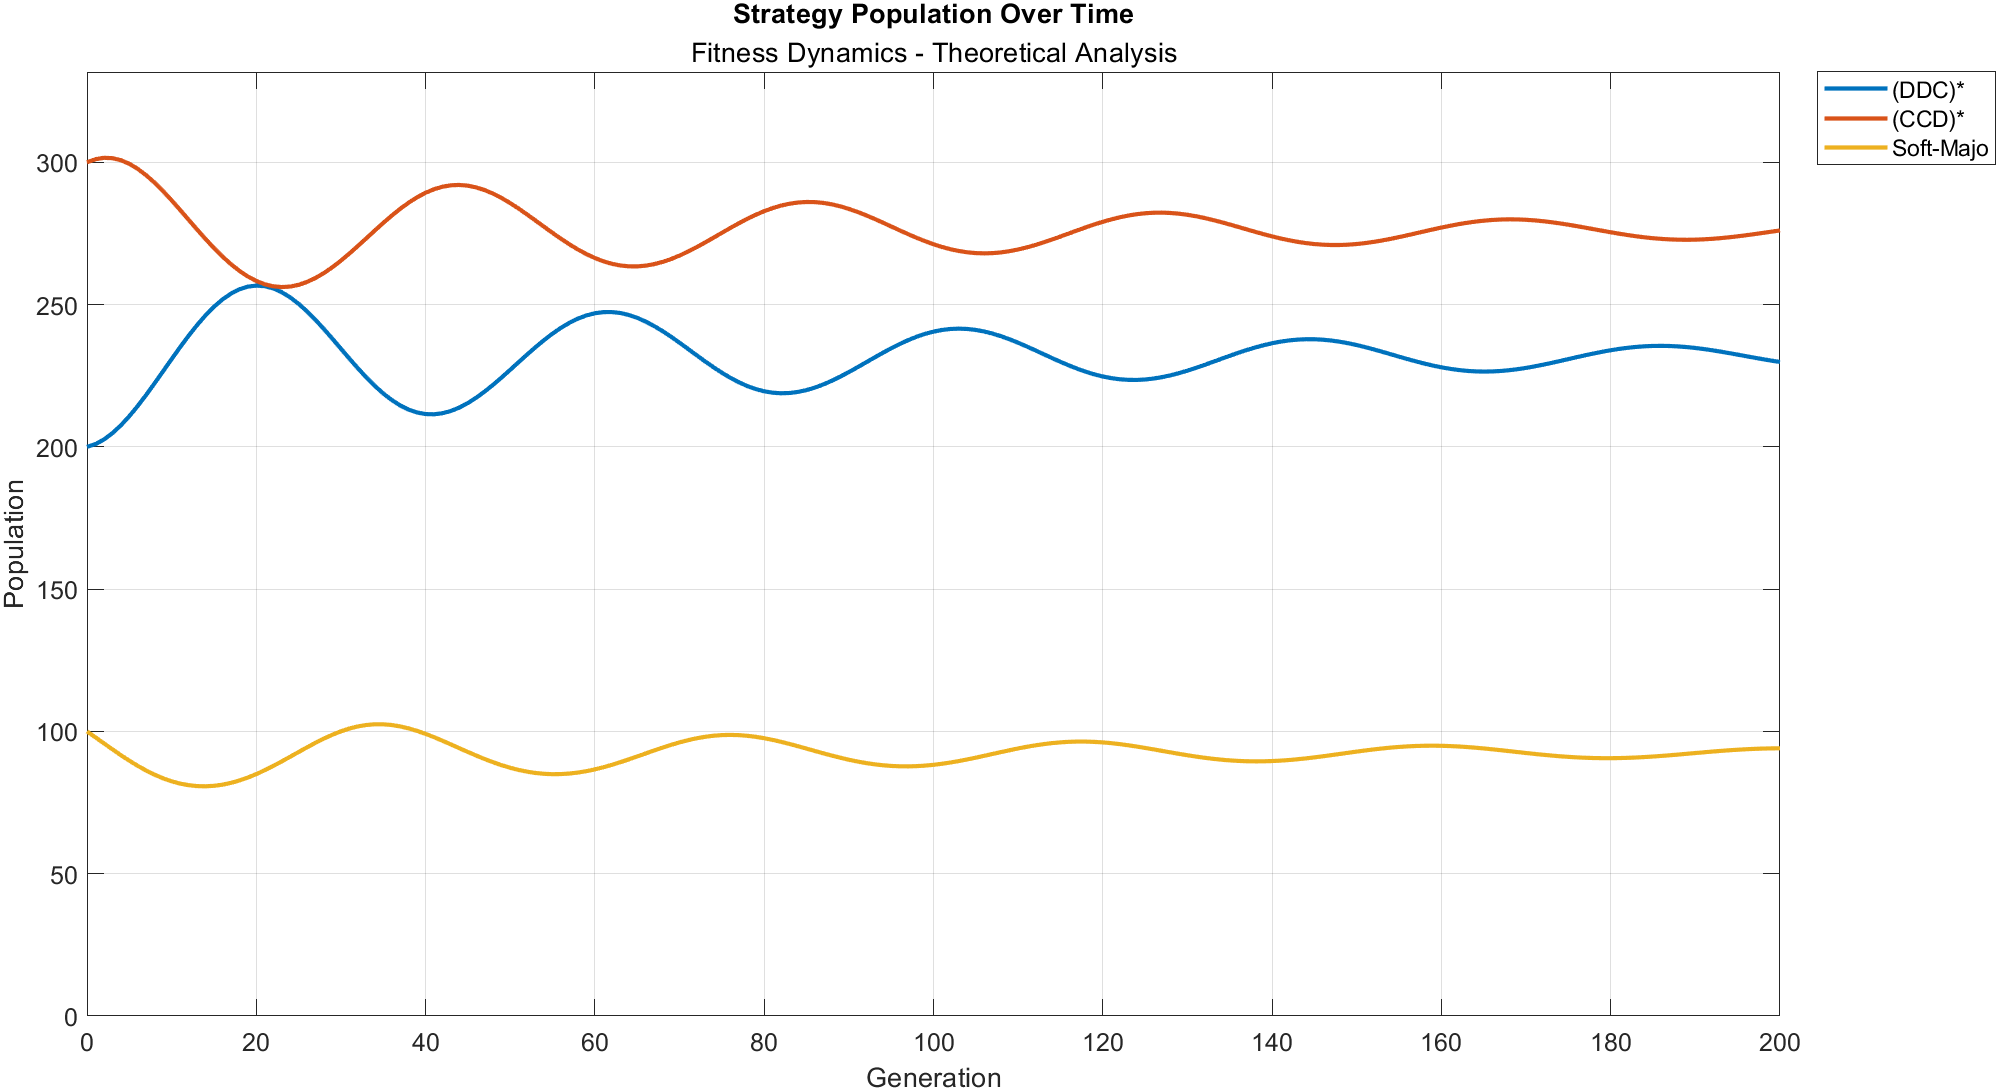 Strategy Population Over Time
Fitness Dynamics - Theoretical Analysis
(DDC)*
(CCD)*
Soft-Majo
300
250
200
150
100
50
0
Population
0 20 40 60 80 100 120 140 160 180 200
Generation